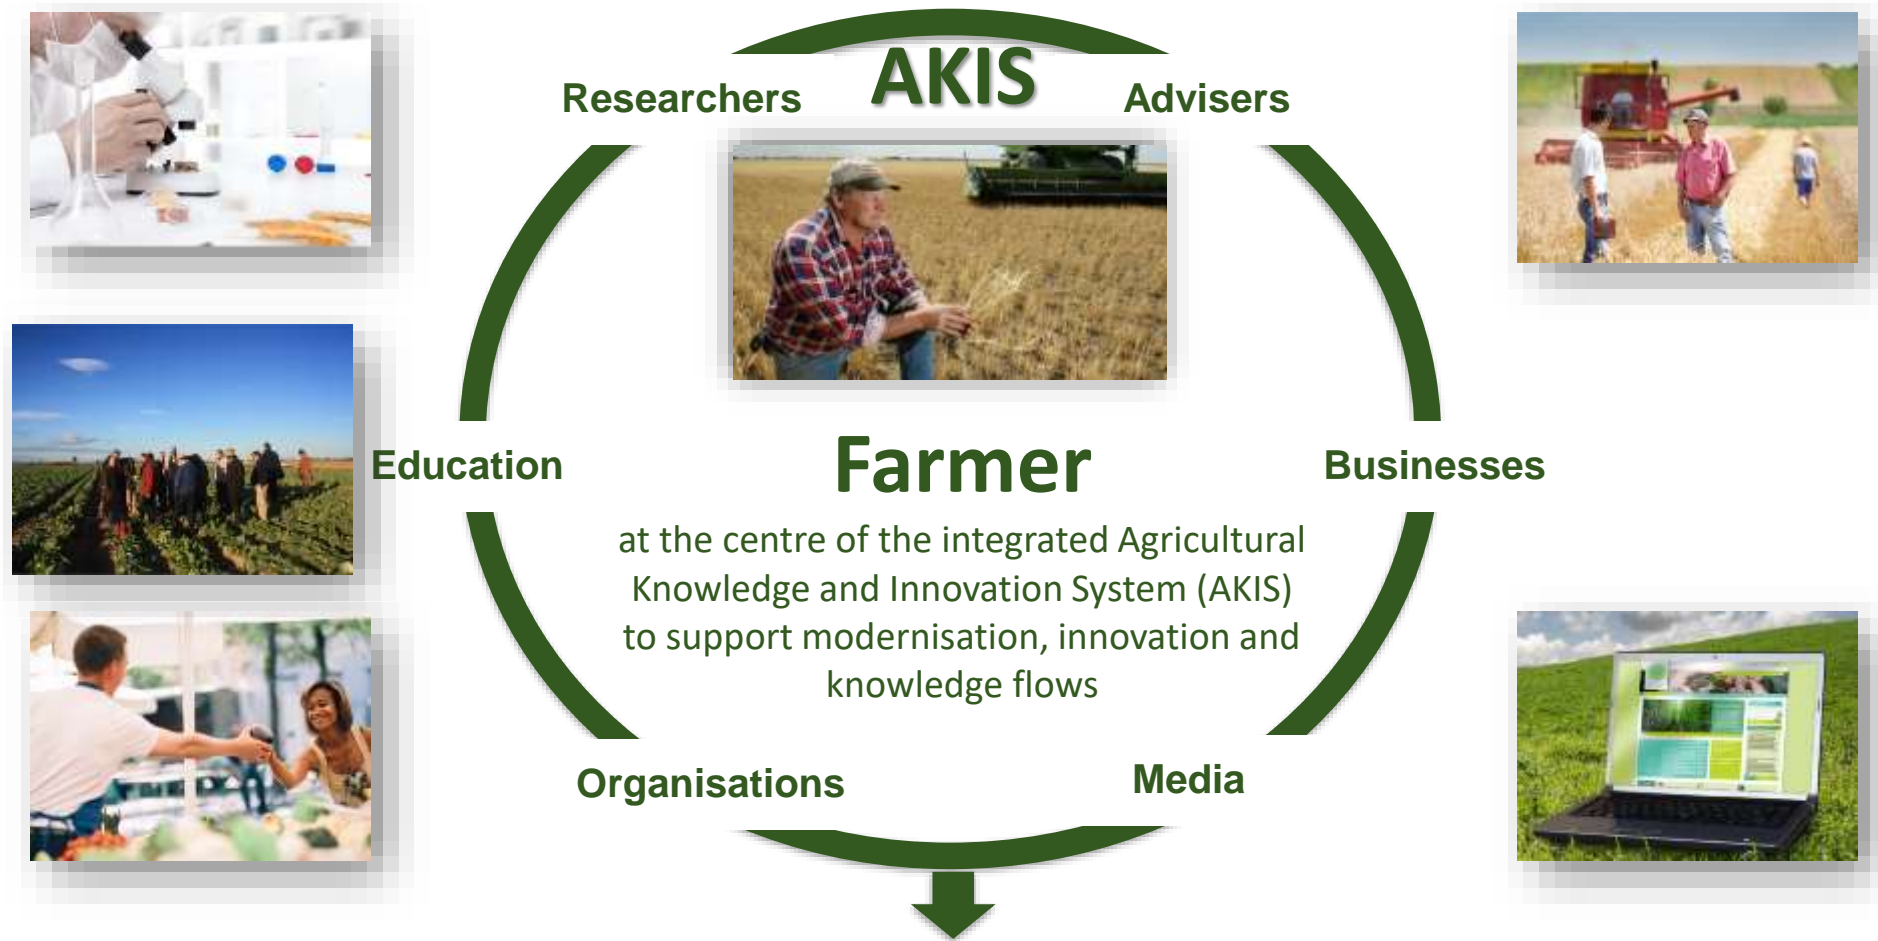 AKIS
Researchers
Advisers
Education
Farmer
Businesses
at the centre of the integrated Agricultural
Knowledge and Innovation System (AKIS)
to support modernisation, innovation and
knowledge flows
Organisations
Media